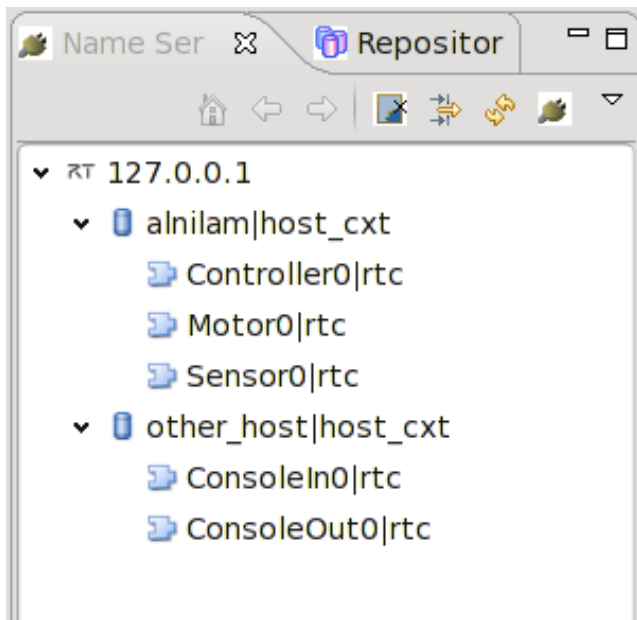 Name Ser Repositor
RT 127.0.0.1
alnilam|host_cxt
Controller0|rtc
Motor0|rtc
Sensor0|rtc
other_host|host_cxt
ConsoleIn0|rtc
ConsoleOut0|rtc